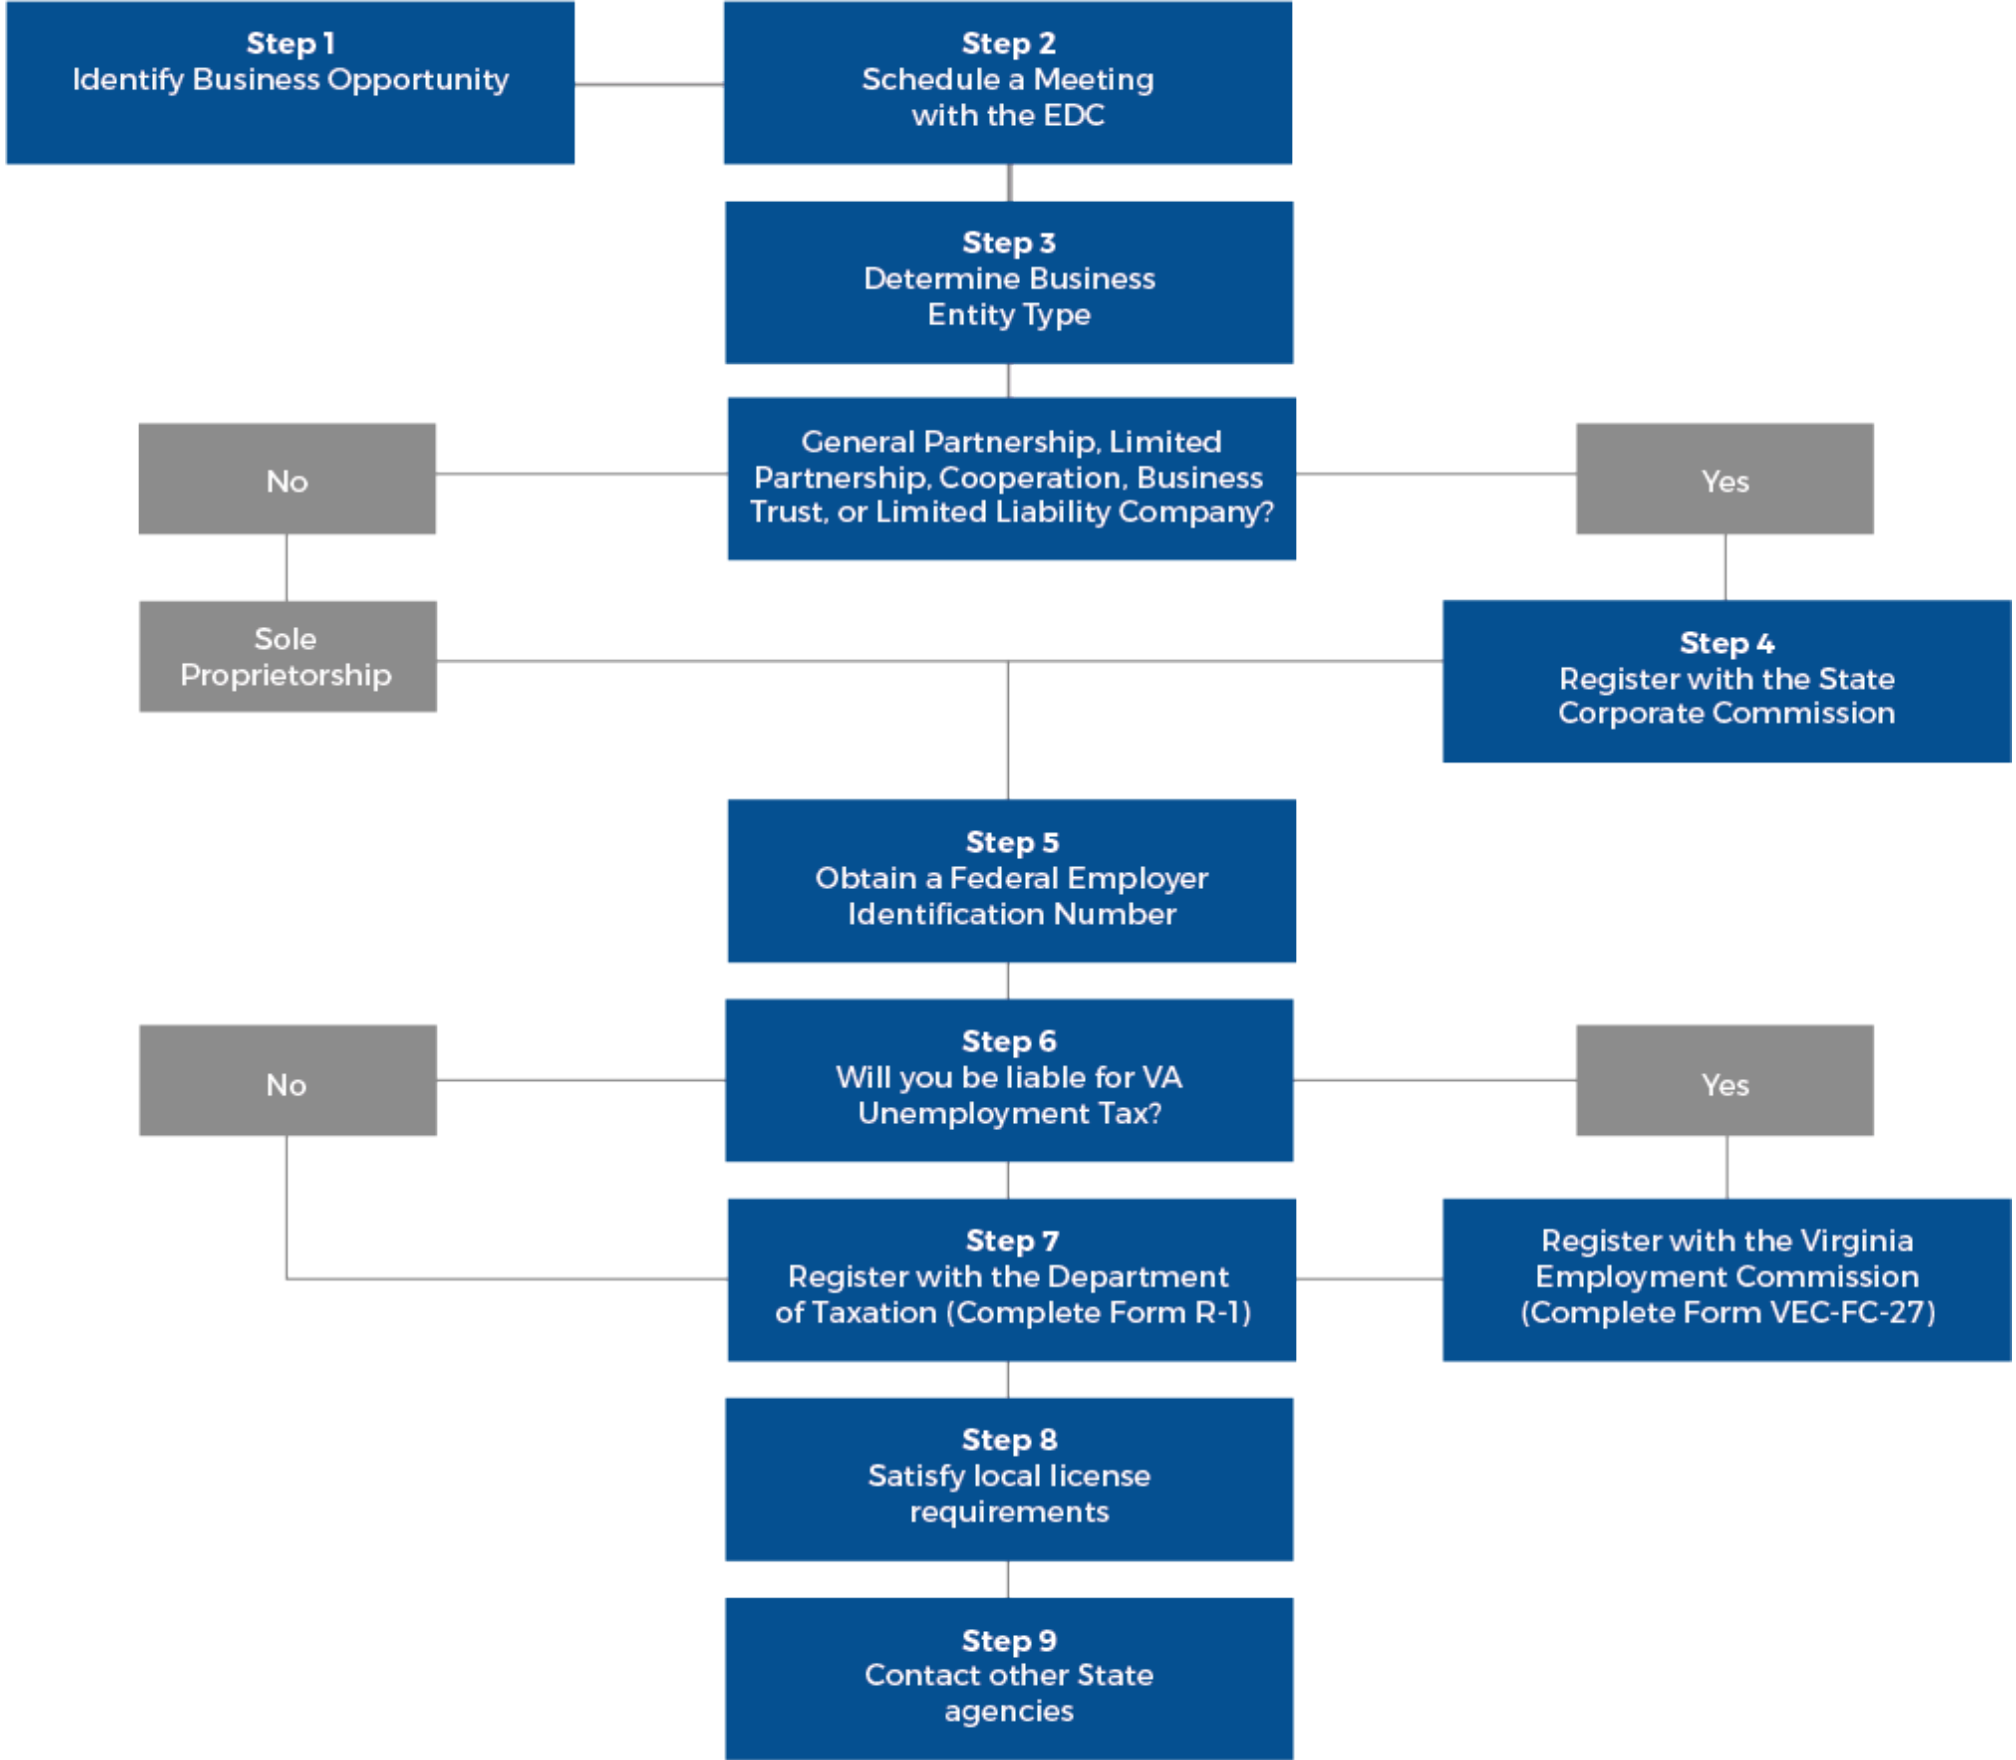 Step 1
Identify Business Opportunity
Step 2
Schedule a Meeting
with the EDC
Step 3
Determine Business
Entity Type
General Partnership, Limited
Partnership, Cooperation, Business
Trust, or Limited Liability Company?
No
Yes
Sole
Proprietorship
Step 4
Register with the State
Corporate Commission
Step 5
Obtain a Federal Employer
Identification Number
Step 6
Will you be liable for VA
Unemployment Tax?
No
Yes
Step 7
Register with the Department
of Taxation (Complete Form R-1)
Register with the Virginia
Employment Commission
(Complete Form VEC-FC-27)
Step 8
Satisfy local license
requirements
Step 9
Contact other State
agencies